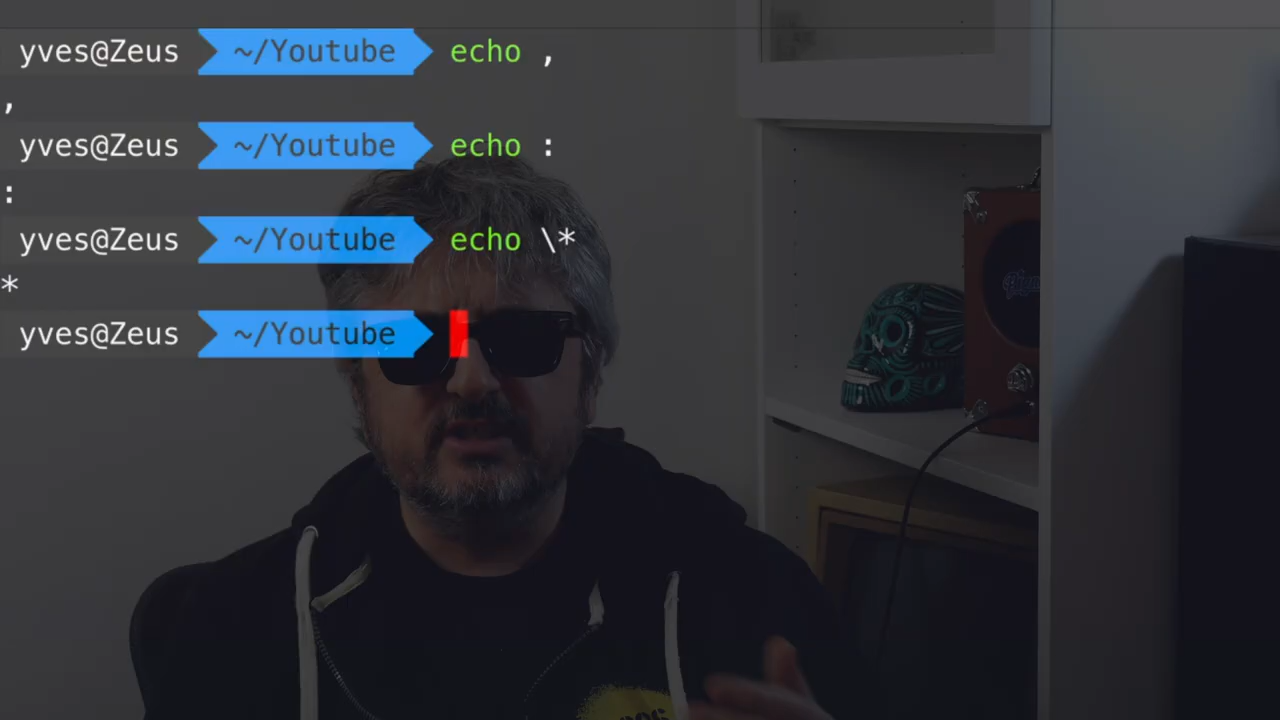 yves@Zeus ~/Youtube echo ,
,
yves@Zeus ~/Youtube echo :
:
yves@Zeus ~/Youtube echo \*
*
yves@Zeus ~/Youtube